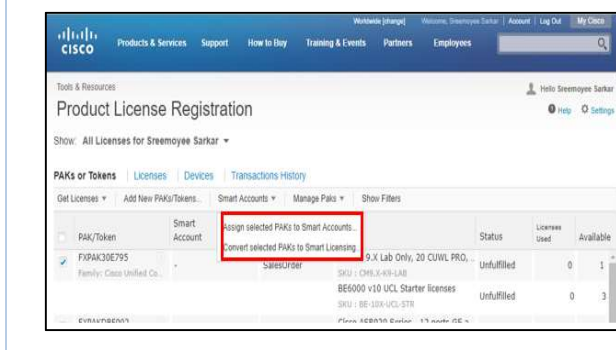 Worldwide [change] Welcome, Sreemoyee Sarkar Account Log Out My Cisco
CISCO Products & Services Support How to Buy Training & Events Partners Employees
Tools & Resources Hello Sreemoyee Sarkar
Product License Registration Help Settings
Show: All Licenses for Sreemoyee Sarkar
PAKs or Tokens Licenses Devices Transactions History
Get Licenses Add New PAKs/Tokens... Smart Accounts Manage Paks Show Filters
PAK/Token Smart Account Status Licenses Used Available
Assign selected PAKs to Smart Accounts...
Convert selected PAKs to Smart Licensing...
FXPAK30E795 - SalesOrder 9.X Lab Only, 20 CUWL PRO, .. Unfulfilled 0 1
Family: Cisco Unified Co... SKU : CM9.X-K9-LAB
BE6000 v10 UCL Starter licenses Unfulfilled 0 3
SKU : BE-10X-UCL-STR